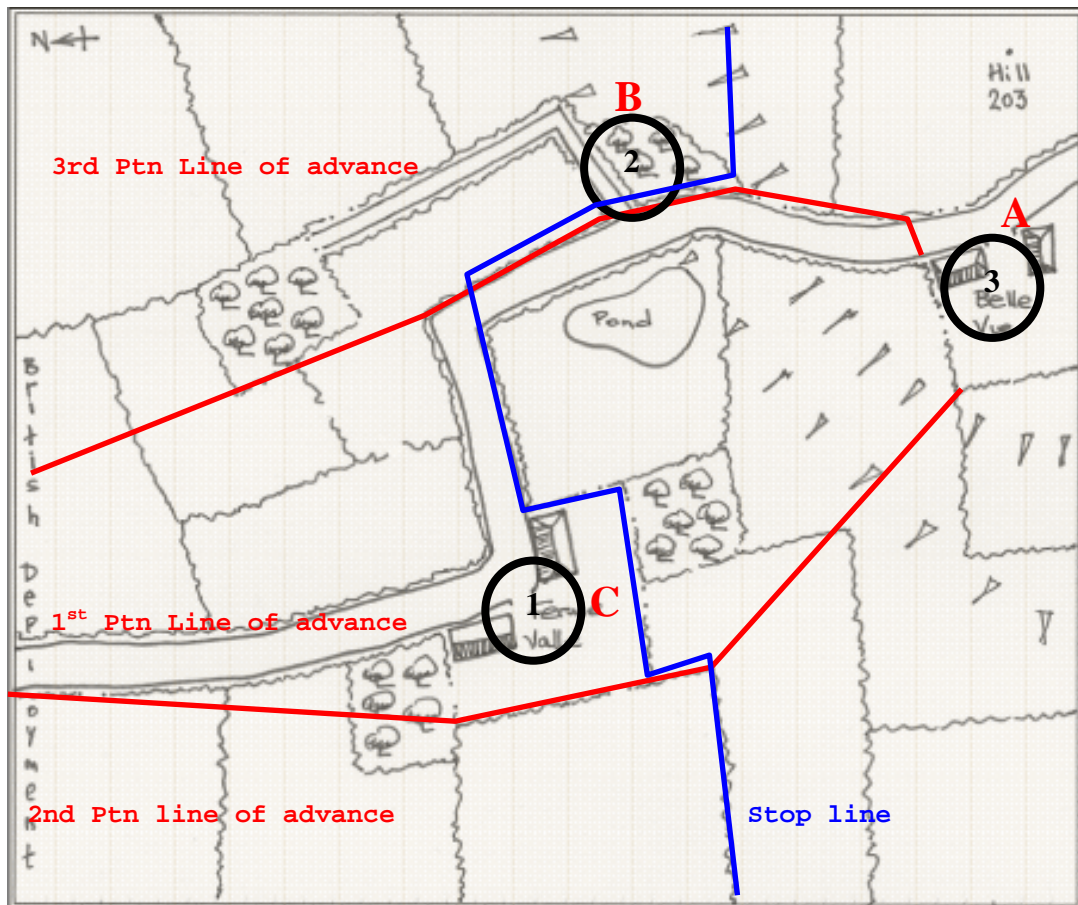 N
Hill
203
B
2
3rd Ptn Line of advance
A
3
Belle
Vue
Pond
British Deployment
1st Ptn Line of advance
1
C
2nd Ptn line of advance
Stop line